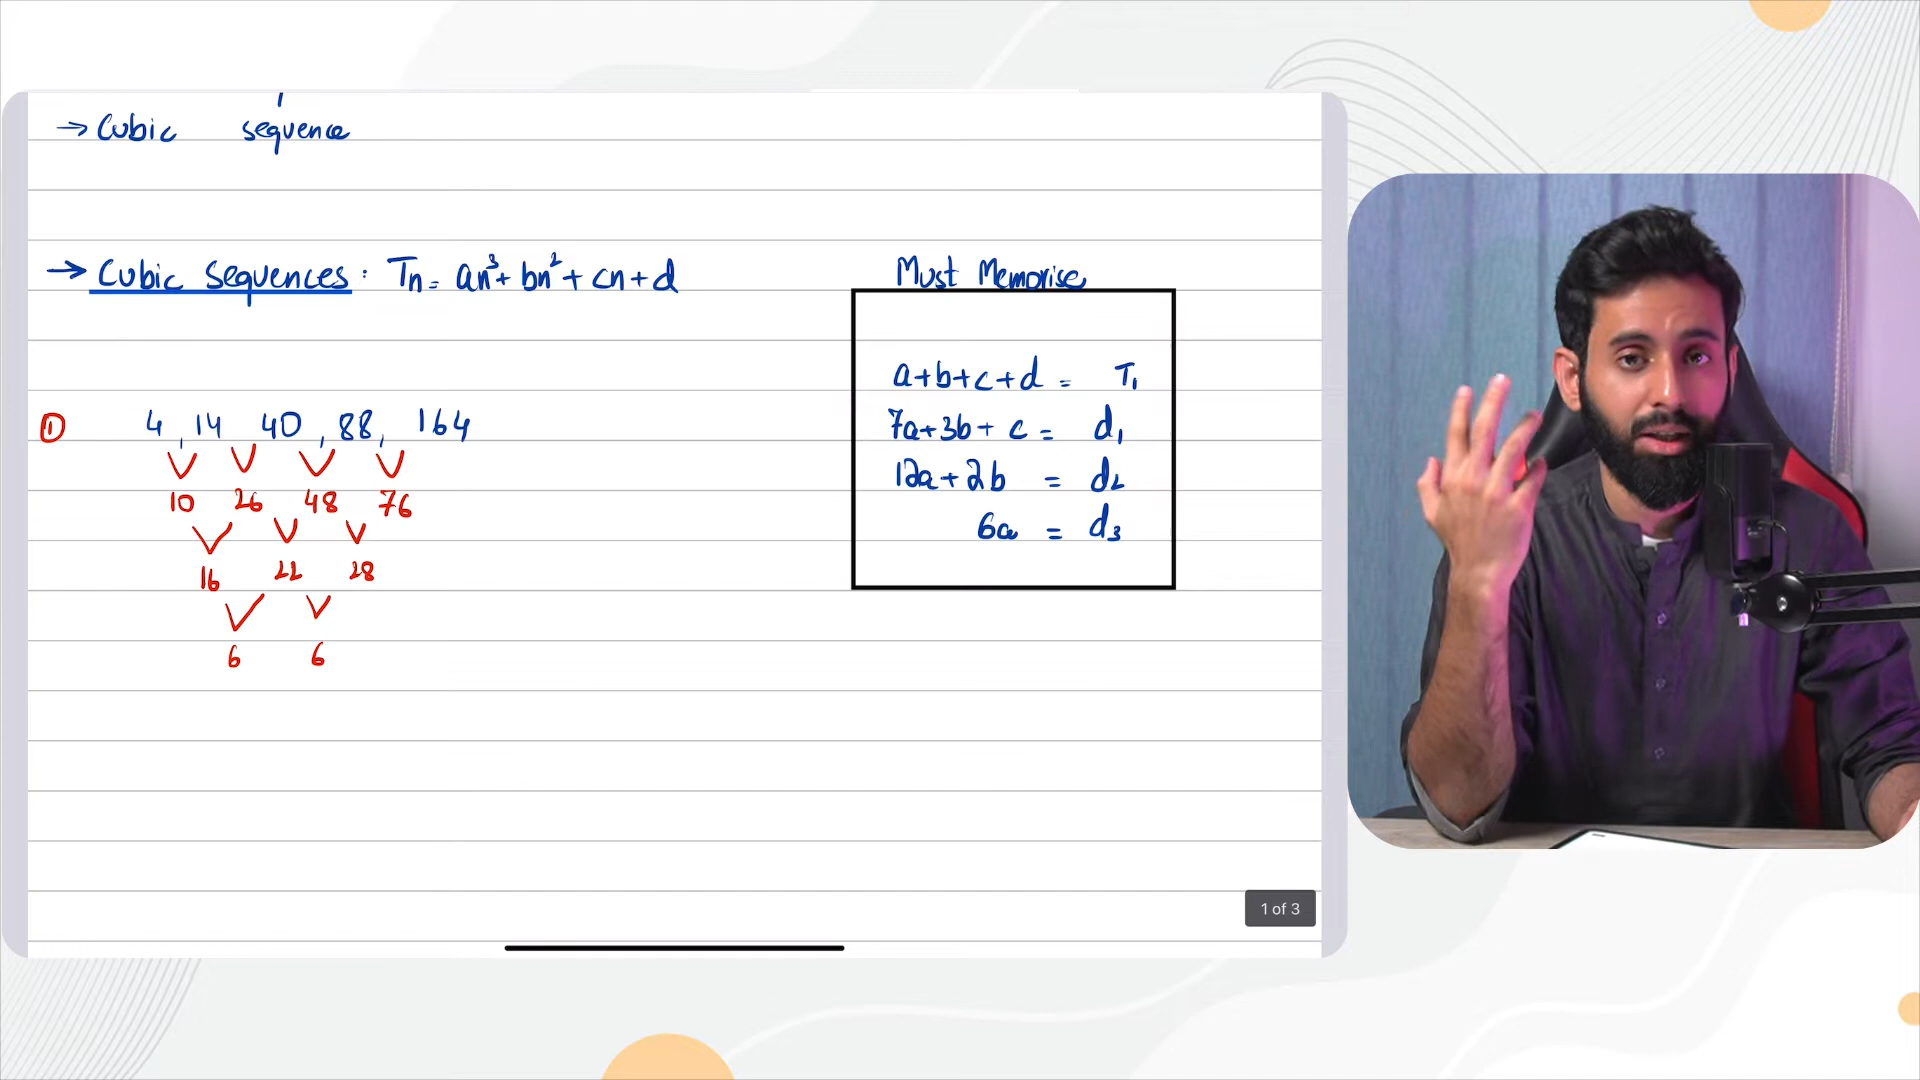 → Cubic sequence
→ Cubic Sequences: Tn = an³ + bn² + cn + d
Must Memorise
a+b+c+d = T₁
7a+3b+c = d₁
12a+2b = d₂
6a = d₃
① 4, 14 40, 88, 164
10 26 48 76
16 22 28
6 6
1 of 3